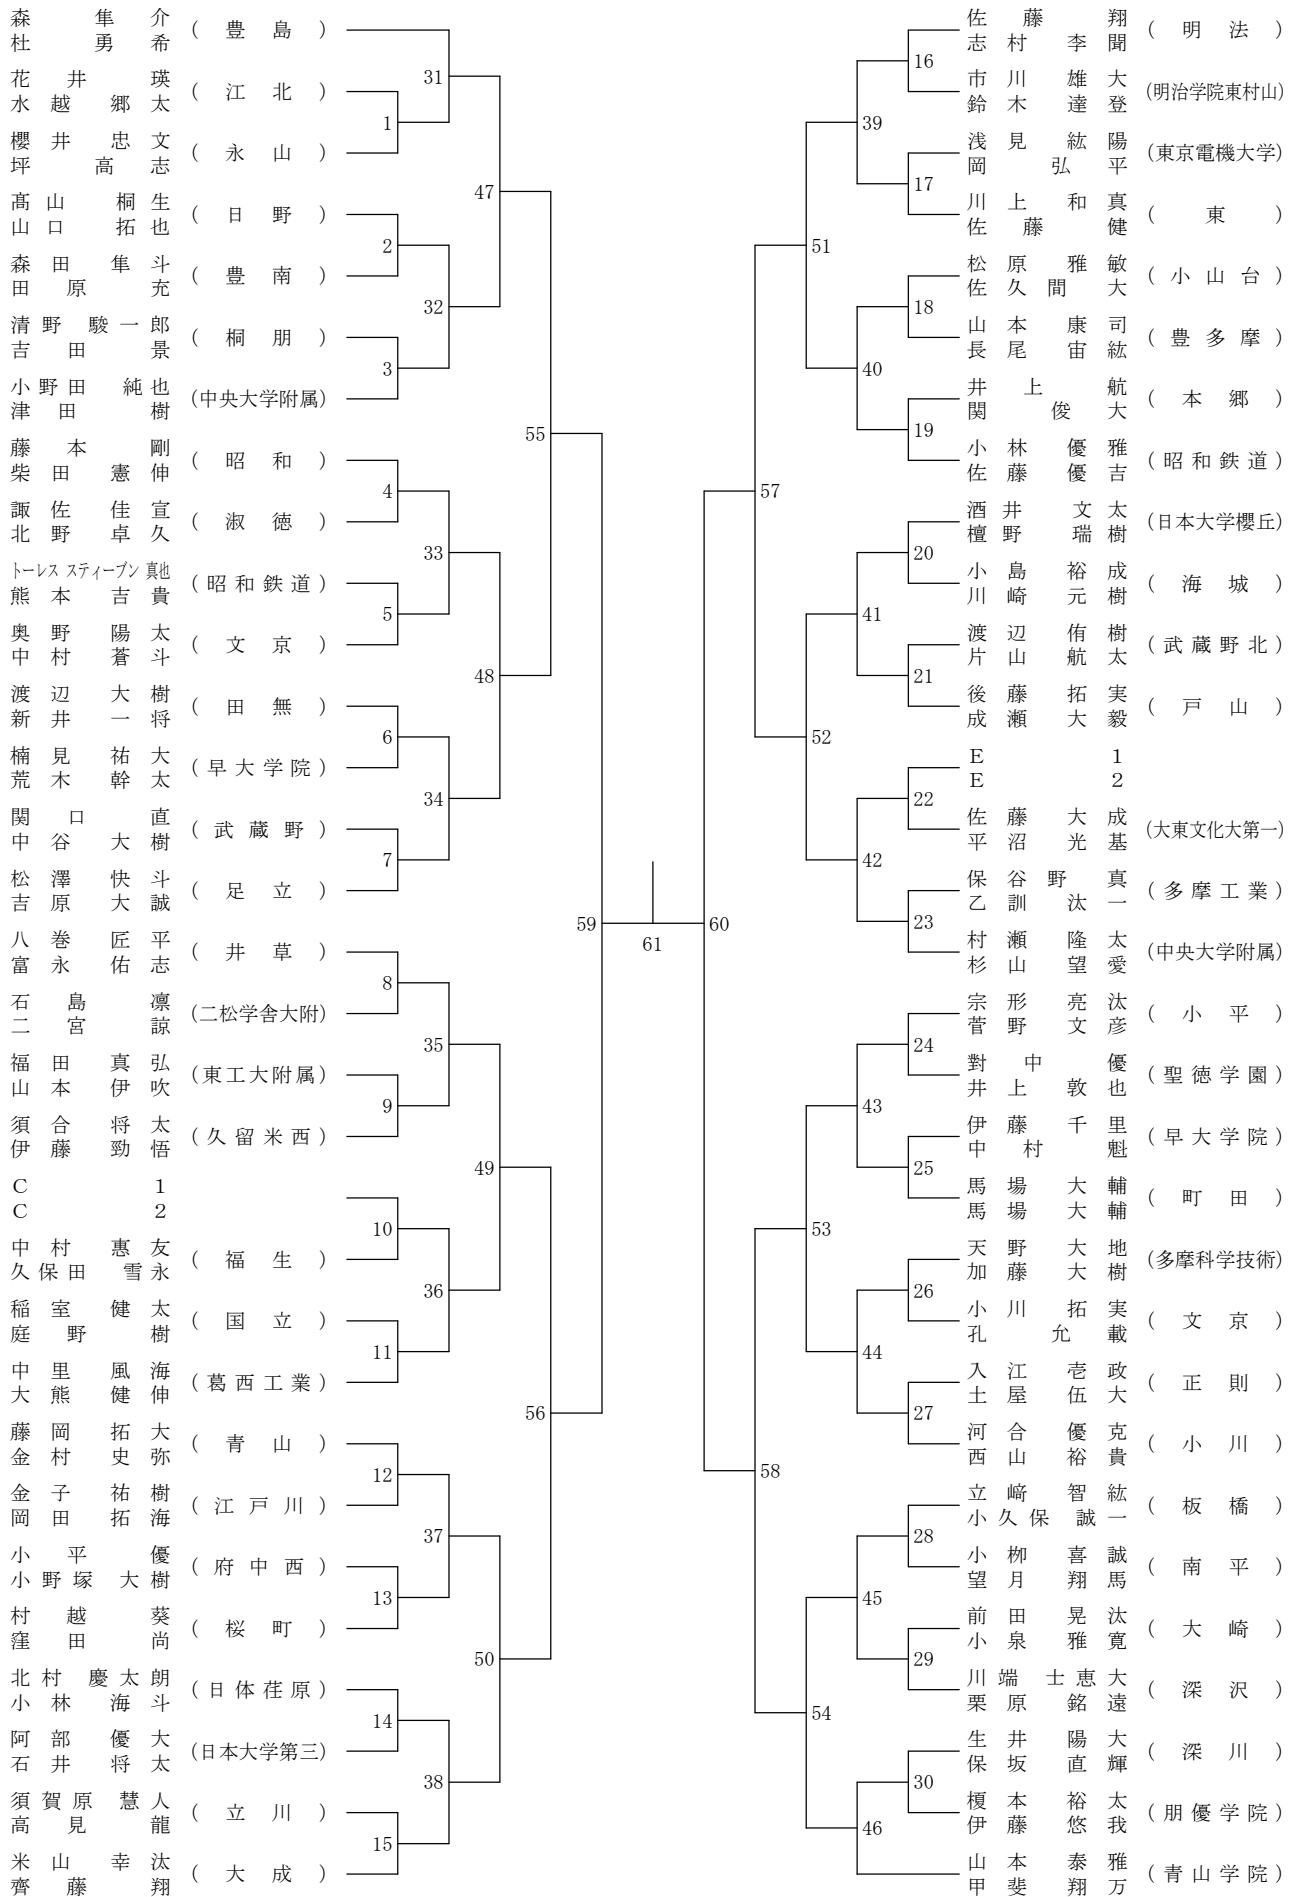 森 隼介
杜 勇希
(豊島)
花井 瑛
水越 郷太
(江北)
櫻井 忠文
坪 高志
(永山)
髙山 桐生
山口 拓也
(日野)
森田 隼斗
田原 充
(豊南)
清野 駿一郎
吉田 景
(桐朋)
小野田 純也
津田 樹
(中央大学附属)
藤本 剛
柴田 憲伸
(昭和)
諏佐 佳宣
北野 卓久
(淑徳)
トーレス スティーブン 真也
熊本 吉貴
(昭和鉄道)
奥野 陽太
中村 蒼斗
(文京)
渡辺 大樹
新井 一将
(田無)
楠見 祐大
荒木 幹太
(早大学院)
関口 直
中谷 大樹
(武蔵野)
松澤 快斗
吉原 大誠
(足立)
八巻 匠平
富永 佑志
(井草)
石島 凛
二宮 諒
(二松学舎大附)
福田 真弘
山本 伊吹
(東工大附属)
須合 将太
伊藤 勁悟
(久留米西)
C 1
C 2
中村 惠友
久保田 雪永
(福生)
稲室 健太
庭野 樹
(国立)
中里 風海
大熊 健伸
(葛西工業)
藤岡 拓大
金村 史弥
(青山)
金子 祐樹
岡田 拓海
(江戸川)
小平 優
小野塚 大樹
(府中西)
村越 葵
窪田 尚
(桜町)
北村 慶太朗
小林 海斗
(日体荏原)
阿部 優大
石井 将太
(日本大学第三)
須賀原 慧人
高見 龍
(立川)
米山 幸汰
齊藤 翔
(大成)
1
2
3
4
5
6
7
8
9
10
11
12
13
14
15
31
32
33
34
35
36
37
38
47
48
49
50
55
56
59
61
60
57
58
51
52
53
54
39
40
41
42
43
44
45
46
16
17
18
19
20
21
22
23
24
25
26
27
28
29
30
佐藤 翔
志村 李聞
(明法)
市川 雄大
鈴木 達登
(明治学院東村山)
浅見 紘陽
岡 弘平
(東京電機大学)
川上 和真
佐藤 健
(東)
松原 雅敏
佐久間 大
(小山台)
山本 康司
長尾 宙紘
(豊多摩)
井上 航
関 俊大
(本郷)
小林 優雅
佐藤 優吉
(昭和鉄道)
酒井 文太
檀野 瑞樹
(日本大学櫻丘)
小島 裕成
川崎 元樹
(海城)
渡辺 侑樹
片山 航太
(武蔵野北)
後藤 拓実
成瀬 大毅
(戸山)
E 1
E 2
佐藤 大成
平沼 光基
(大東文化大第一)
保谷野 真
乙訓 汰一
(多摩工業)
村瀬 隆太
杉山 望愛
(中央大学附属)
宗形 亮汰
菅野 文彦
(小平)
對中 優
井上 敦也
(聖徳学園)
伊藤 千里
中村 魁
(早大学院)
馬場 大輔
馬場 大輔
(町田)
天野 大地
加藤 大樹
(多摩科学技術)
小川 拓実
孔 允載
(文京)
入江 壱政
土屋 伍大
(正則)
河合 優克
西山 裕貴
(小川)
立﨑 智紘
小久保 誠一
(板橋)
小栁 喜誠
望月 翔馬
(南平)
前田 晃汰
小泉 雅寛
(大崎)
川端 士恵大
栗原 銘遠
(深沢)
生井 陽大
保坂 直輝
(深川)
榎本 裕太
伊藤 悠我
(朋優学院)
山本 泰雅
甲斐 翔万
(青山学院)